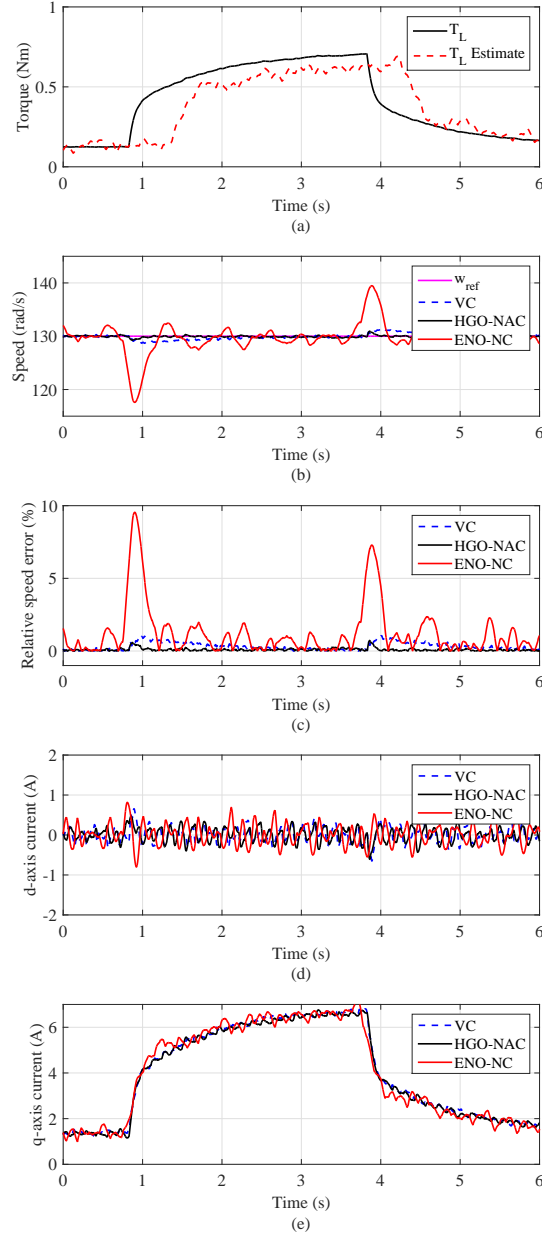 1
0.5
0
Torque (Nm)
T_L
T_L Estimate
0 1 2 3 4 5 6
Time (s)
(a)
140
130
120
Speed (rad/s)
w_ref
VC
HGO-NAC
ENO-NC
0 1 2 3 4 5 6
Time (s)
(b)
10
5
0
Relative speed error (%)
VC
HGO-NAC
ENO-NC
0 1 2 3 4 5 6
Time (s)
(c)
2
1
0
-1
-2
d-axis current (A)
VC
HGO-NAC
ENO-NC
0 1 2 3 4 5 6
Time (s)
(d)
6
4
2
0
q-axis current (A)
VC
HGO-NAC
ENO-NC
0 1 2 3 4 5 6
Time (s)
(e)